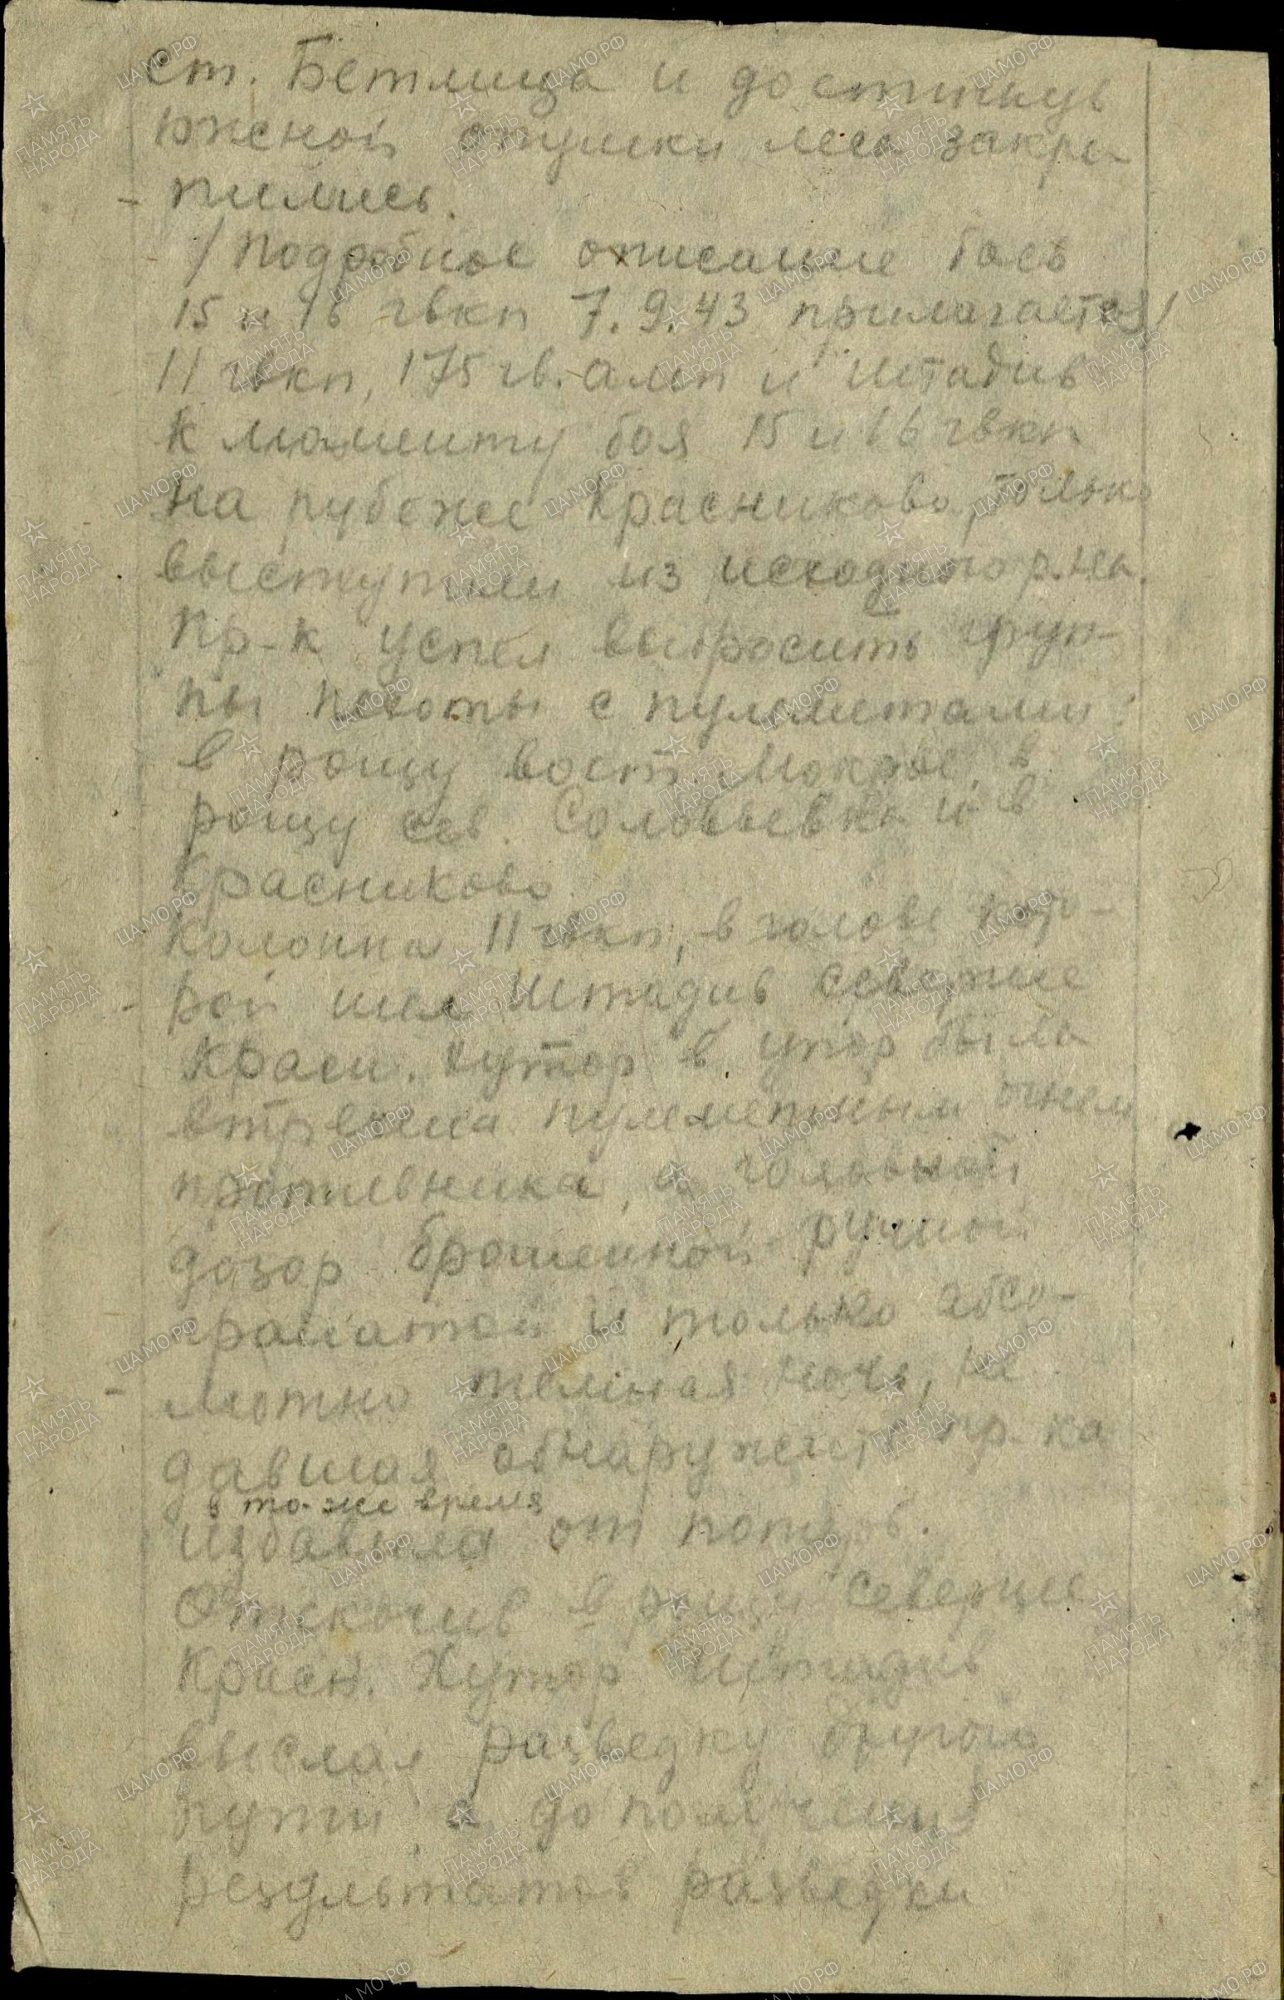 ст. Бетлица и достигнув
южной опушки леса закре
пились.
/Подробное описание боев
15 и 16 гвкп 7.9.43 прилагается/
11 гвкп, 175 гв. амп и штадив
к моменту боя 15 и 16 гвкп
на рубеже Красниково, только
выступили из исходного р.на.
Пр-к успел выбросить груп-
пы пехоты с пулеметами:
в рощу вост. Мокрое, в
рощу сев. Соловьевка и в
Красниково
Колонна 11 гвкп, в голове кото-
рой шел штадив севернее
Красн. Хутор в упор была
встречена пулеметным огнем
противника, а головной
дозор брошенной ручной
гранатой и только абсо-
лютно темная ночь, не
давшая обнаружить пр-ка
в то-же время
избавила от потерь.
Отскочив в рощу севернее
Красн. Хутор штадив
выслал разведку другого
пути а до получения
результатов разведки